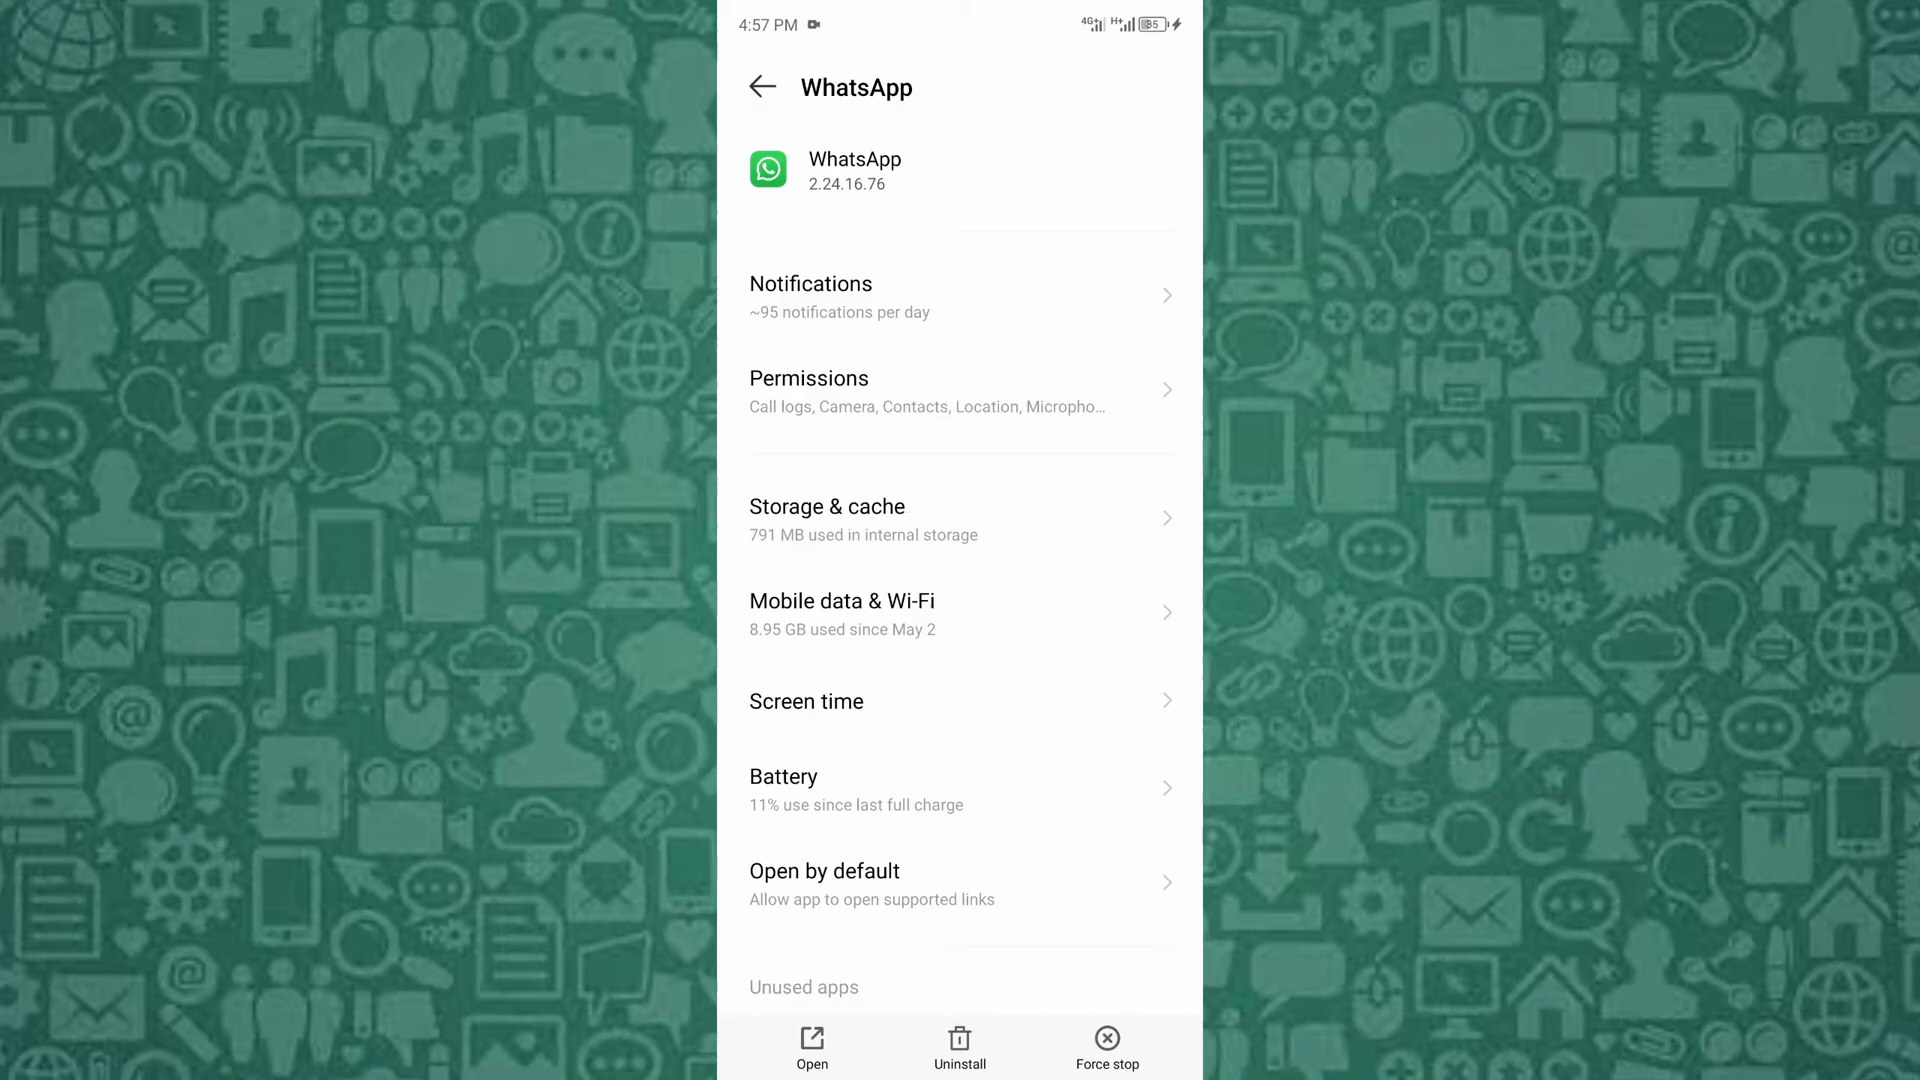 4:57 PM
4G+ H+ 85
WhatsApp
WhatsApp
2.24.16.76
Notifications
~95 notifications per day
Permissions
Call logs, Camera, Contacts, Location, Micropho...
Storage & cache
791 MB used in internal storage
Mobile data & Wi-Fi
8.95 GB used since May 2
Screen time
Battery
11% use since last full charge
Open by default
Allow app to open supported links
Unused apps
Open
Uninstall
Force stop